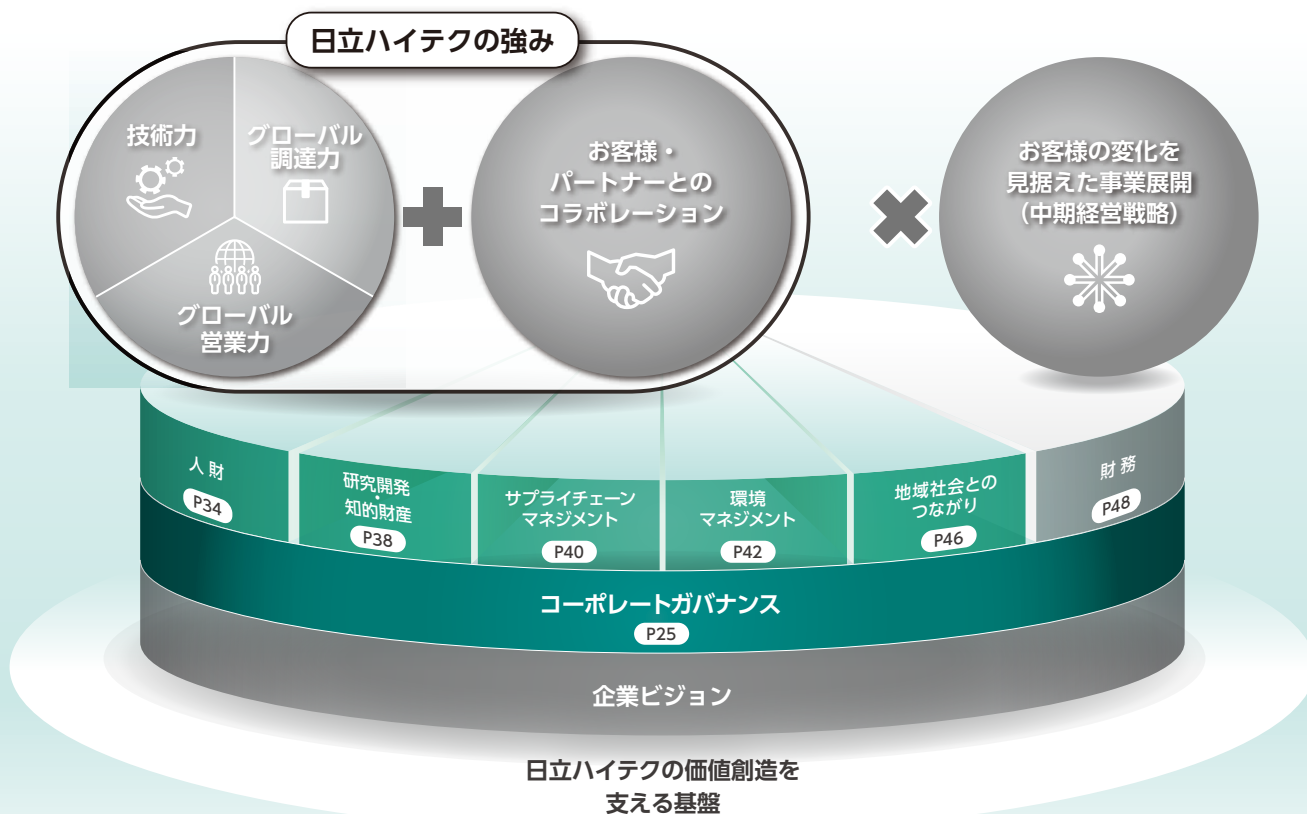 日立ハイテクの強み
技術力
グローバル
調達力
グローバル
営業力
お客様・
パートナーとの
コラボレーション
お客様の変化を
見据えた事業展開
（中期経営戦略）
人財
P34
研究開発
・
知的財産
P38
サプライチェーン
マネジメント
P40
環境
マネジメント
P42
地域社会との
つながり
P46
財務
P48
コーポレートガバナンス
P25
企業ビジョン
日立ハイテクの価値創造を
支える基盤